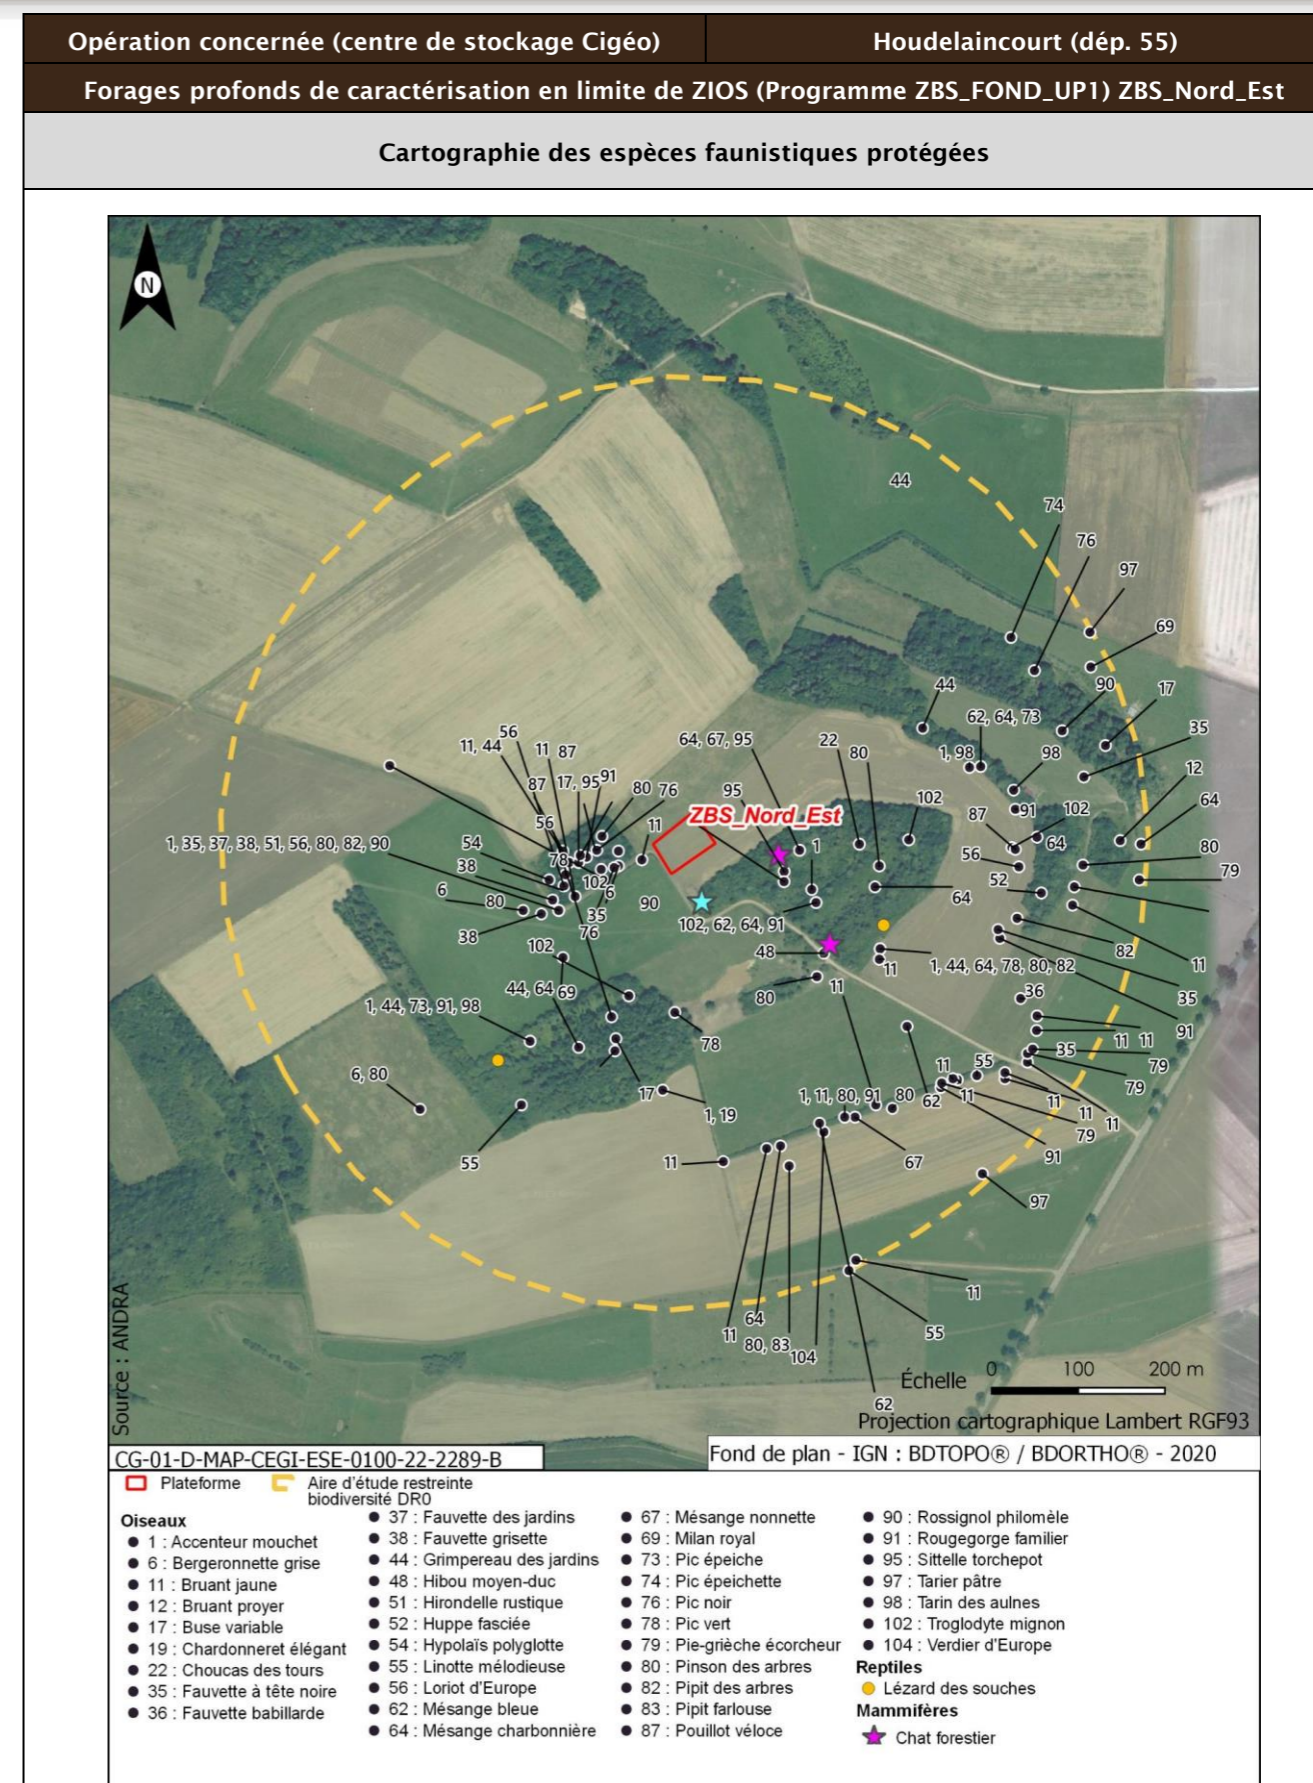 Opération concernée (centre de stockage Cigéo)
Houdelaincourt (dép. 55)
Forages profonds de caractérisation en limite de ZIOS (Programme ZBS_FOND_UP1) ZBS_Nord_Est
Cartographie des espèces faunistiques protégées
N
44
74
76
97
69
90
17
44
62, 64, 73
35
56
11, 44
11 87
64, 67, 95
22
80
1, 98
98
12
87
17, 95
91
80 76
95
102
64
56
ZBS_Nord_Est
11
87
91
102
1, 35, 37, 38, 51, 56, 80, 82, 90
54
78
1
56
64
80
38
102
6
52
79
6
80
35
90
64
38
76
102, 62, 64, 91
102
48
82
11
1, 44, 64, 78, 80, 82
11
44, 64
69
80
11
36
35
1, 44, 73, 91, 98
78
11
11
91
35
79
6, 80
11
55
79
17
1, 19
1, 11, 80, 91
80
62
11
11
11
11
79
55
11
67
91
97
11
64
11
80, 83
104
55
62
Source : ANDRA
Échelle
0 100 200 m
Projection cartographique Lambert RGF93
CG-01-D-MAP-CEGI-ESE-0100-22-2289-B
Fond de plan - IGN : BDTOPO® / BDORTHO® - 2020
Plateforme
Aire d'étude restreinte
biodiversité DR0
Oiseaux
1 : Accenteur mouchet
6 : Bergeronnette grise
11 : Bruant jaune
12 : Bruant proyer
17 : Buse variable
19 : Chardonneret élégant
22 : Choucas des tours
35 : Fauvette à tête noire
36 : Fauvette babillarde
37 : Fauvette des jardins
38 : Fauvette grisette
44 : Grimpereau des jardins
48 : Hibou moyen-duc
51 : Hirondelle rustique
52 : Huppe fasciée
54 : Hypolaïs polyglotte
55 : Linotte mélodieuse
56 : Loriot d'Europe
62 : Mésange bleue
64 : Mésange charbonnière
67 : Mésange nonnette
69 : Milan royal
73 : Pic épeiche
74 : Pic épeichette
76 : Pic noir
78 : Pic vert
79 : Pie-grièche écorcheur
80 : Pinson des arbres
82 : Pipit des arbres
83 : Pipit farlouse
87 : Pouillot véloce
90 : Rossignol philomèle
91 : Rougegorge familier
95 : Sittelle torchepot
97 : Tarier pâtre
98 : Tarin des aulnes
102 : Troglodyte mignon
104 : Verdier d'Europe
Reptiles
Lézard des souches
Mammifères
Chat forestier